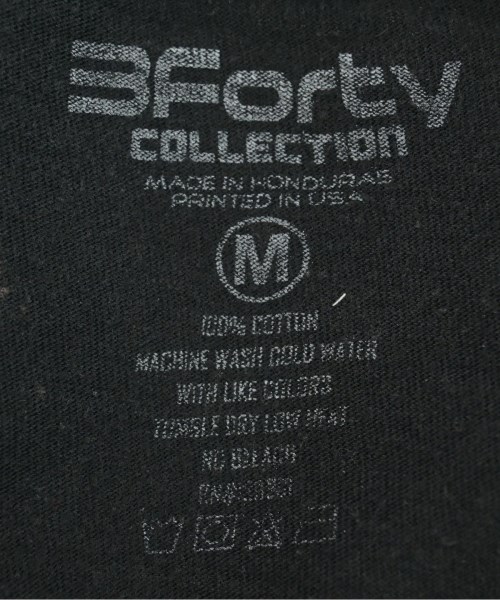 3Forty
COLLECTION
MADE IN HONDURAS
PRINTED IN USA
M
100% COTTON
MACHINE WASH COLD WATER
WITH LIKE COLORS
TUMBLE DRY LOW HEAT
NO BLEACH